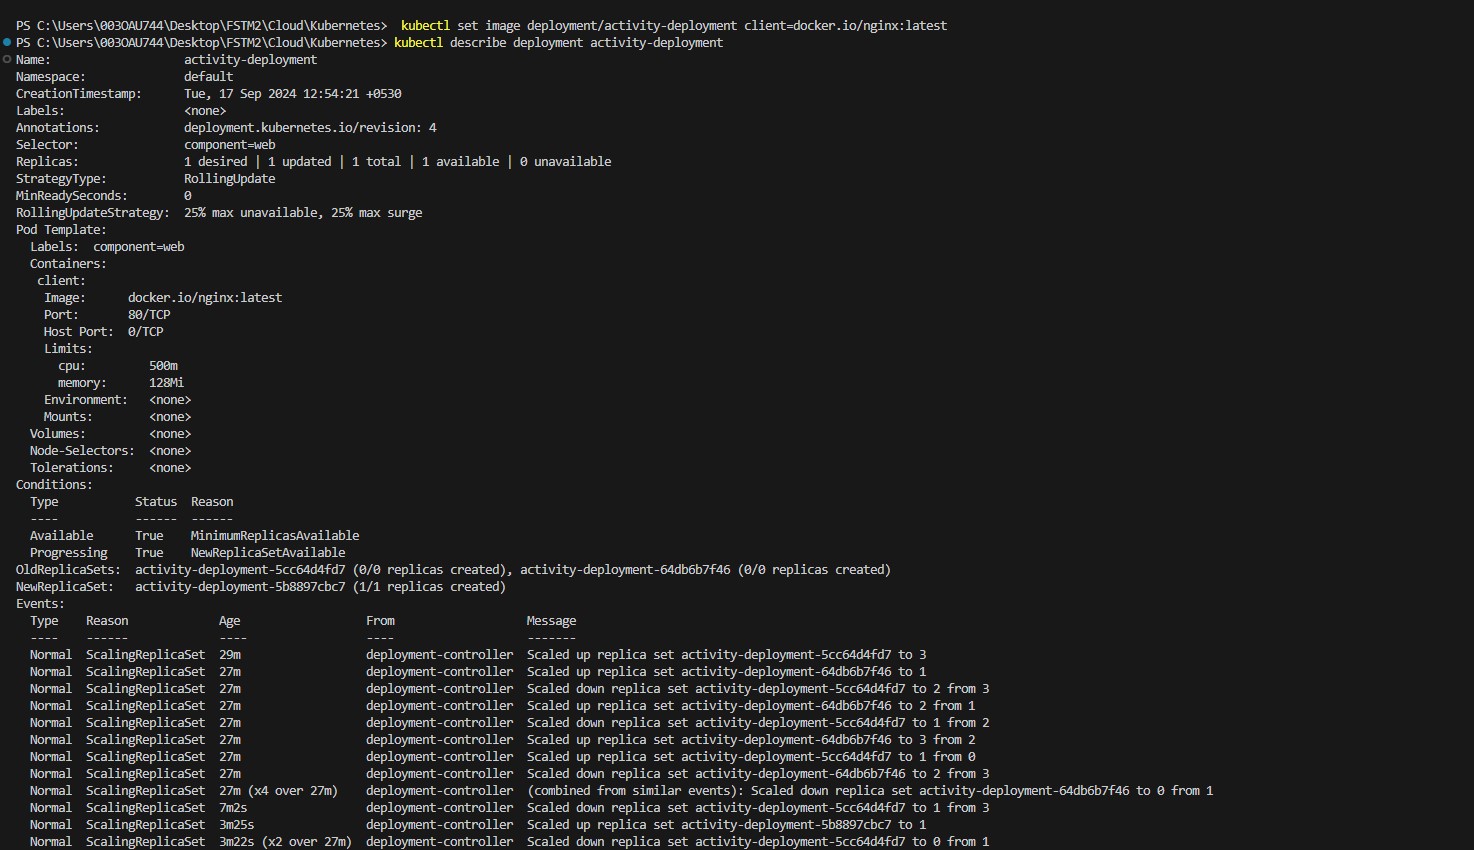 PS C:\Users\003OAU744\Desktop\FSTM2\Cloud\Kubernetes>  kubectl set image deployment/activity-deployment client=docker.io/nginx:latest
PS C:\Users\003OAU744\Desktop\FSTM2\Cloud\Kubernetes> kubectl describe deployment activity-deployment
Name:                   activity-deployment
Namespace:              default
CreationTimestamp:      Tue, 17 Sep 2024 12:54:21 +0530
Labels:                 <none>
Annotations:            deployment.kubernetes.io/revision: 4
Selector:               component=web
Replicas:               1 desired | 1 updated | 1 total | 1 available | 0 unavailable
StrategyType:           RollingUpdate
MinReadySeconds:        0
RollingUpdateStrategy:  25% max unavailable, 25% max surge
Pod Template:
  Labels:  component=web
  Containers:
   client:
    Image:      docker.io/nginx:latest
    Port:       80/TCP
    Host Port:  0/TCP
    Limits:
      cpu:         500m
      memory:      128Mi
    Environment:   <none>
    Mounts:        <none>
  Volumes:         <none>
  Node-Selectors:  <none>
  Tolerations:     <none>
Conditions:
  Type           Status  Reason
  ----           ------  ------
  Available      True    MinimumReplicasAvailable
  Progressing    True    NewReplicaSetAvailable
OldReplicaSets:  activity-deployment-5cc64d4fd7 (0/0 replicas created), activity-deployment-64db6b7f46 (0/0 replicas created)
NewReplicaSet:   activity-deployment-5b8897cbc7 (1/1 replicas created)
Events:
  Type    Reason             Age                   From                   Message
  ----    ------             ----                  ----                   -------
  Normal  ScalingReplicaSet  29m                   deployment-controller  Scaled up replica set activity-deployment-5cc64d4fd7 to 3
  Normal  ScalingReplicaSet  27m                   deployment-controller  Scaled up replica set activity-deployment-64db6b7f46 to 1
  Normal  ScalingReplicaSet  27m                   deployment-controller  Scaled down replica set activity-deployment-5cc64d4fd7 to 2 from 3
  Normal  ScalingReplicaSet  27m                   deployment-controller  Scaled up replica set activity-deployment-64db6b7f46 to 2 from 1
  Normal  ScalingReplicaSet  27m                   deployment-controller  Scaled down replica set activity-deployment-5cc64d4fd7 to 1 from 2
  Normal  ScalingReplicaSet  27m                   deployment-controller  Scaled up replica set activity-deployment-64db6b7f46 to 3 from 2
  Normal  ScalingReplicaSet  27m                   deployment-controller  Scaled up replica set activity-deployment-5cc64d4fd7 to 1 from 0
  Normal  ScalingReplicaSet  27m                   deployment-controller  Scaled down replica set activity-deployment-64db6b7f46 to 2 from 3
  Normal  ScalingReplicaSet  27m (x4 over 27m)     deployment-controller  (combined from similar events): Scaled down replica set activity-deployment-64db6b7f46 to 0 from 1
  Normal  ScalingReplicaSet  7m2s                  deployment-controller  Scaled down replica set activity-deployment-5cc64d4fd7 to 1 from 3
  Normal  ScalingReplicaSet  3m25s                 deployment-controller  Scaled up replica set activity-deployment-5b8897cbc7 to 1
  Normal  ScalingReplicaSet  3m22s (x2 over 27m)   deployment-controller  Scaled down replica set activity-deployment-5cc64d4fd7 to 0 from 1